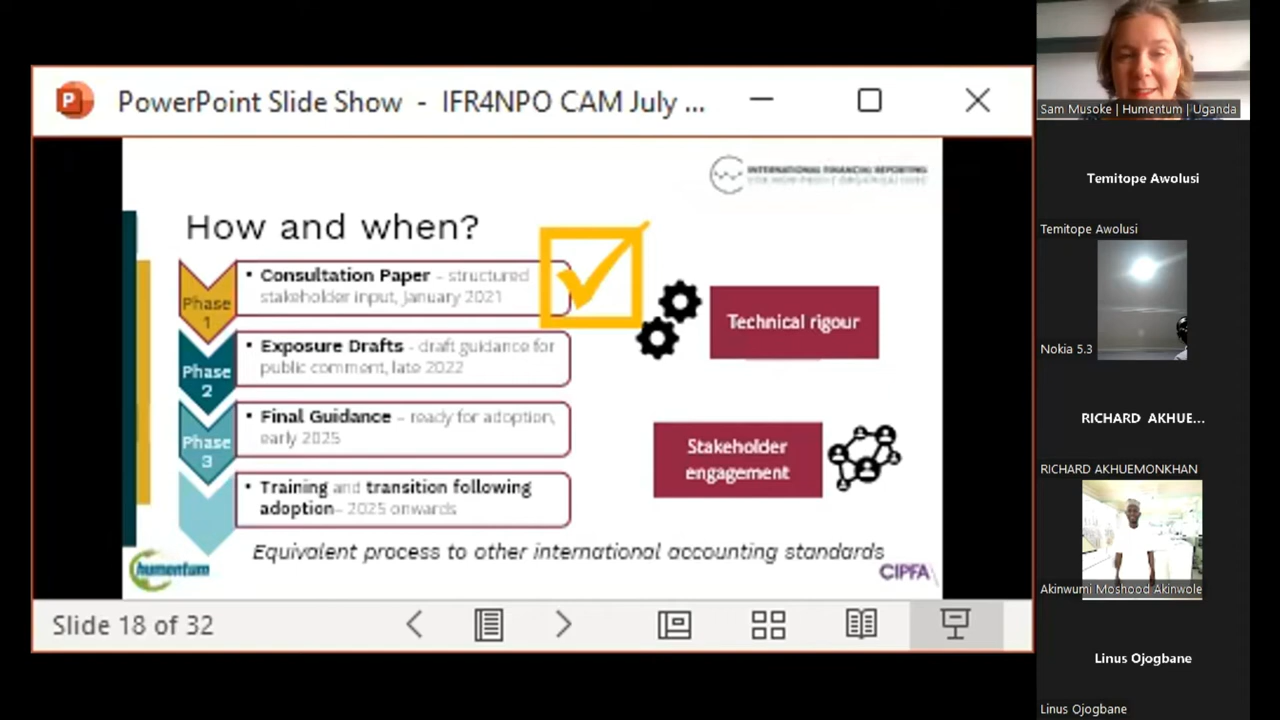 PowerPoint Slide Show - IFR4NPO CAM July ...
INTERNATIONAL FINANCIAL REPORTING
FOR NON-PROFIT ORGANISATIONS
How and when?
Phase
1
• Consultation Paper – structured
stakeholder input, January 2021
Phase
2
• Exposure Drafts - draft guidance for
public comment, late 2022
Phase
3
• Final Guidance – ready for adoption,
early 2025
• Training and transition following
adoption– 2025 onwards
Technical rigour
Stakeholder
engagement
Equivalent process to other international accounting standards
humentum
CIPFA
Slide 18 of 32
Sam Musoke | Humentum | Uganda
Temitope Awolusi
Temitope Awolusi
Nokia 5.3
RICHARD AKHUE...
RICHARD AKHUEMONKHAN
Akinwumi Moshood Akinwole
Linus Ojogbane
Linus Ojogbane